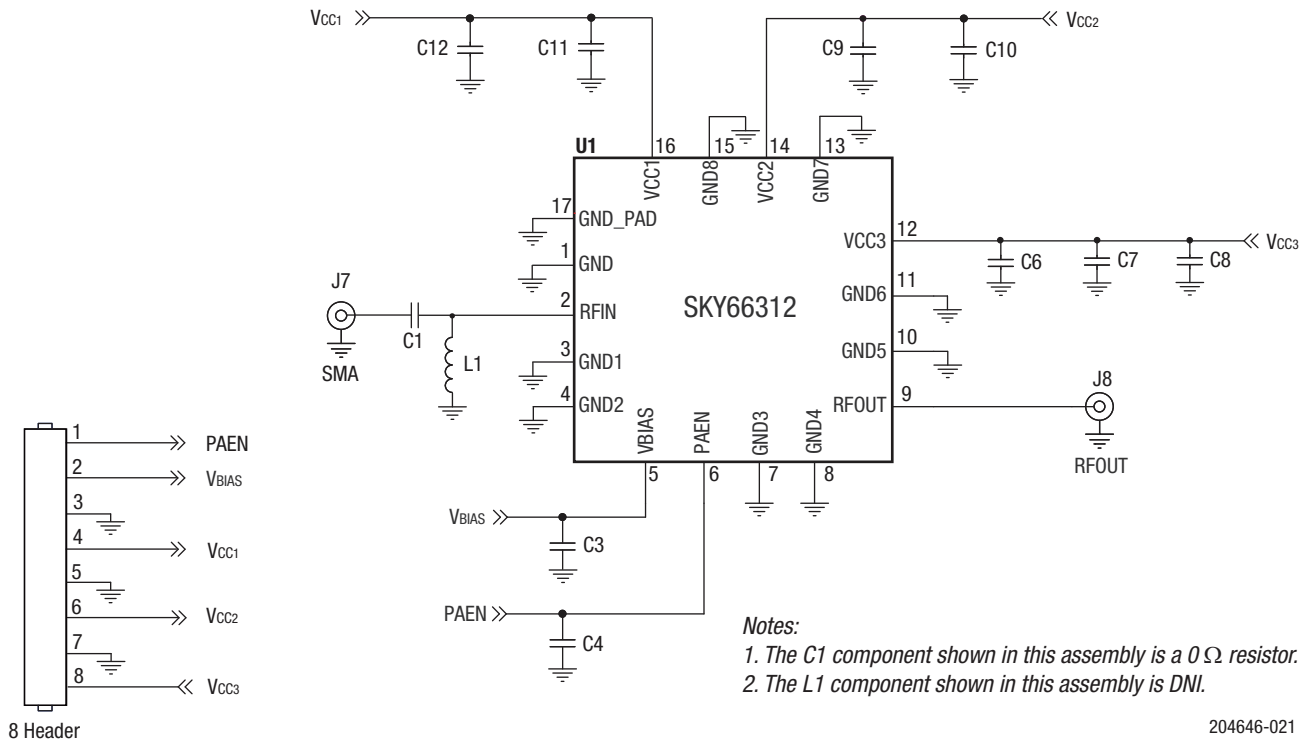 VCC1
VCC2
C12
C11
C9
C10
U1
16
15
14
13
VCC1
GND8
VCC2
GND7
17
GND_PAD
VCC3
12
VCC3
1
GND
C6
C7
C8
J7
2
RFIN
SKY66312
GND6
11
C1
L1
SMA
3
GND1
GND5
10
4
GND2
RFOUT
9
J8
RFOUT
VBIAS
PAEN
GND3
GND4
5
6
7
8
1
PAEN
2
VBIAS
3
4
VCC1
5
6
VCC2
7
8
VCC3
8 Header
VBIAS
C3
PAEN
C4
Notes:
1. The C1 component shown in this assembly is a 0 Ω resistor.
2. The L1 component shown in this assembly is DNI.
204646-021